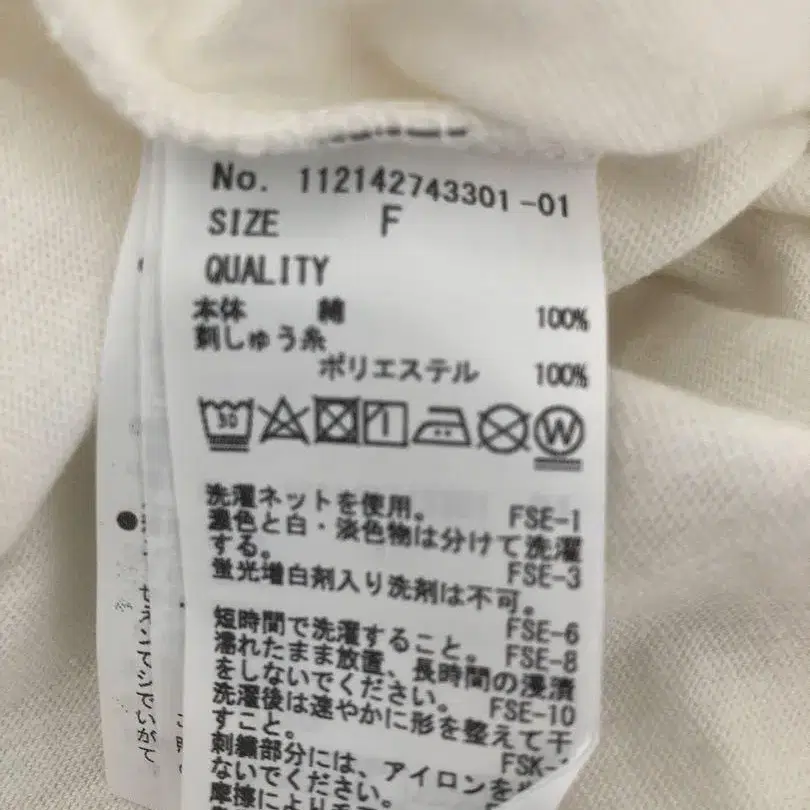 No. 112142743301-01
SIZE F
QUALITY
本体 綿 100%
刺しゅう糸
ポリエステル 100%
30
W
洗濯ネットを使用。 FSE-1
濃色と白・淡色物は分けて洗濯
する。 FSE-3
蛍光増白剤入り洗剤は不可。
FSE-6
短時間で洗濯すること。 FSE-8
濡れたまま放置、長時間の浸漬
をしないでください。 FSE-10
洗濯後は速やかに形を整えて干
すこと。 FSK-
刺繍部分には、アイロンを
ないでください。
摩擦により